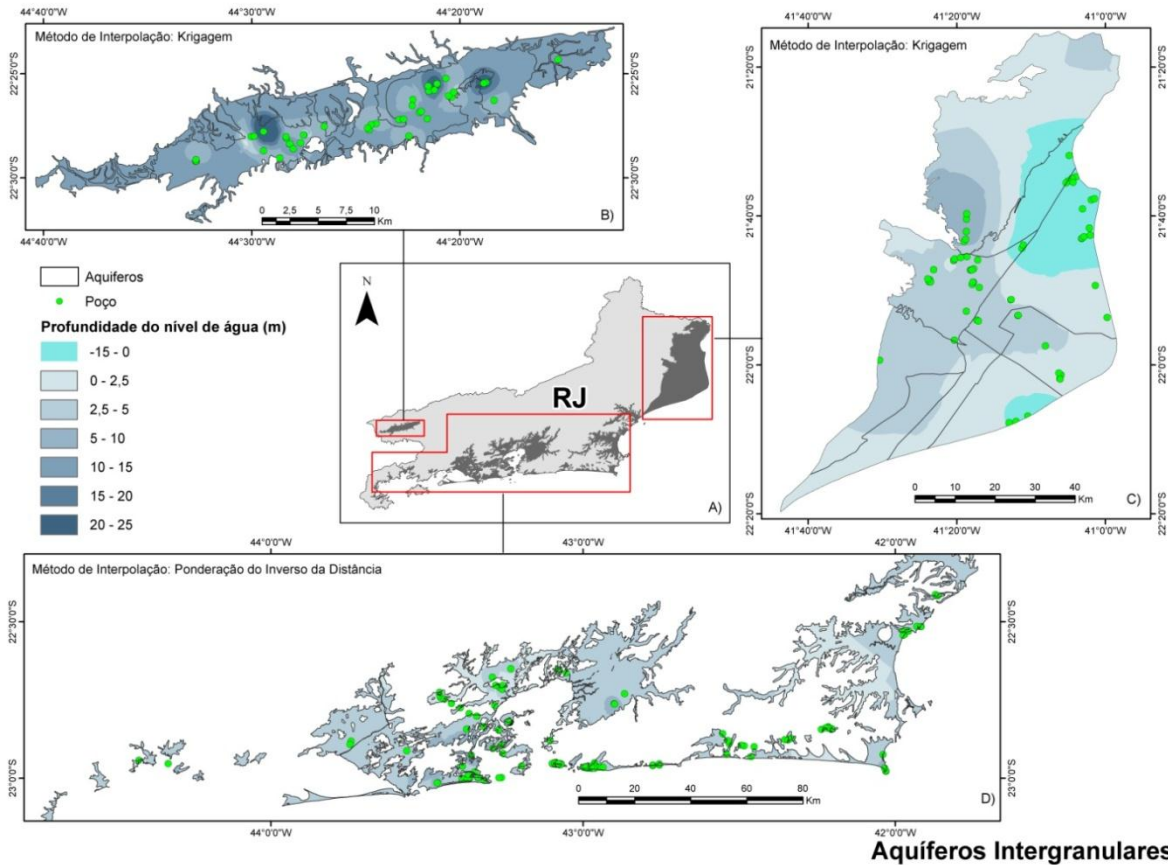 44°40'0"W
44°30'0"W
44°20'0"W
Método de Interpolação: Krigagem
22°25'0"S
22°25'0"S
22°30'0"S
22°30'0"S
0 2,5 5 7,5 10
Km
B)
44°40'0"W
44°30'0"W
44°20'0"W
41°40'0"W
41°20'0"W
41°0'0"W
Método de Interpolação: Krigagem
21°20'0"S
21°20'0"S
21°40'0"S
21°40'0"S
22°0'0"S
22°0'0"S
22°20'0"S
22°20'0"S
0 10 20 30 40
Km
C)
41°40'0"W
41°20'0"W
41°0'0"W
Aquiferos
Poço
Profundidade do nível de água (m)
-15 - 0
0 - 2,5
2,5 - 5
5 - 10
10 - 15
15 - 20
20 - 25
N
RJ
A)
44°0'0"W
43°0'0"W
42°0'0"W
Método de Interpolação: Ponderação do Inverso da Distância
22°30'0"S
22°30'0"S
23°0'0"S
23°0'0"S
0 20 40 60 80
Km
D)
44°0'0"W
43°0'0"W
42°0'0"W
Aquíferos Intergranulares